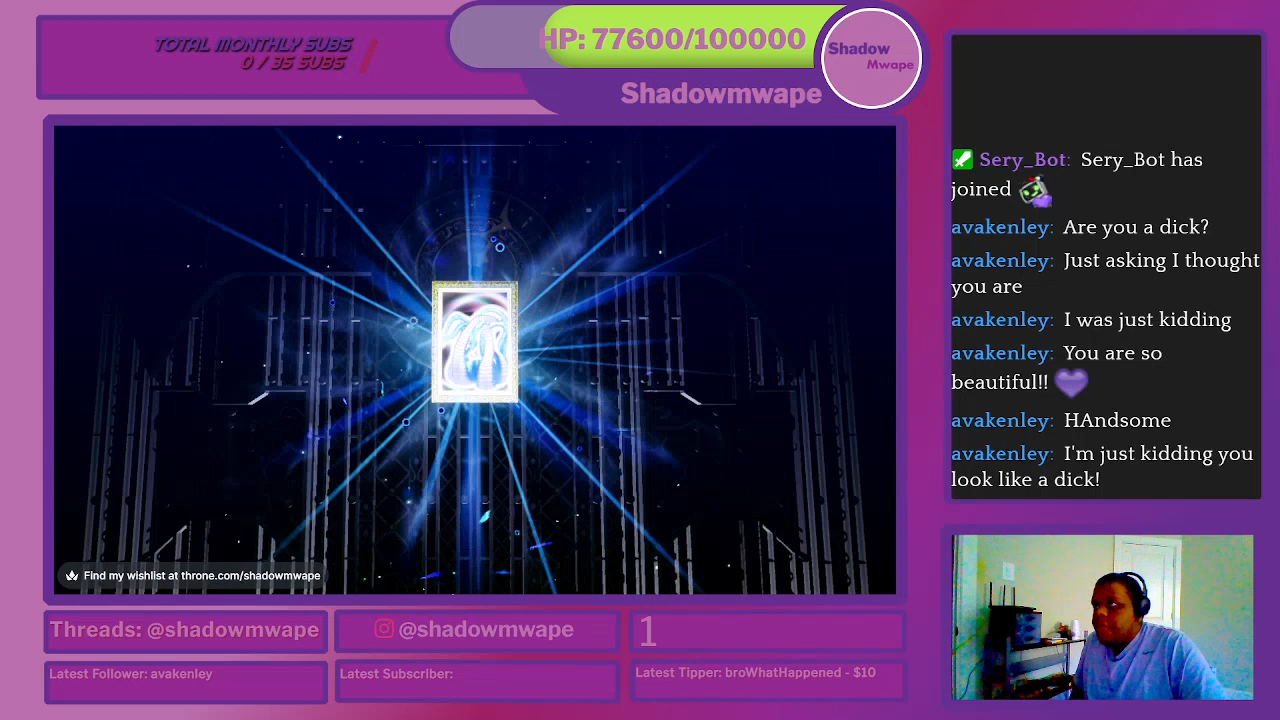 TOTAL MONTHLY SUBS
0 / 35 SUBS
HP: 77600/100000
Shadow
Mwape
Shadowmwape
Sery_Bot: Sery_Bot has
joined
avakenley: Are you a dick?
avakenley: Just asking I thought
you are
avakenley: I was just kidding
avakenley: You are so
beautiful!!
avakenley: HAndsome
avakenley: I'm just kidding you
look like a dick!
Find my wishlist at throne.com/shadowmwape
Threads: @shadowmwape
@shadowmwape
1
Latest Follower: avakenley
Latest Subscriber:
Latest Tipper: broWhatHappened - $10